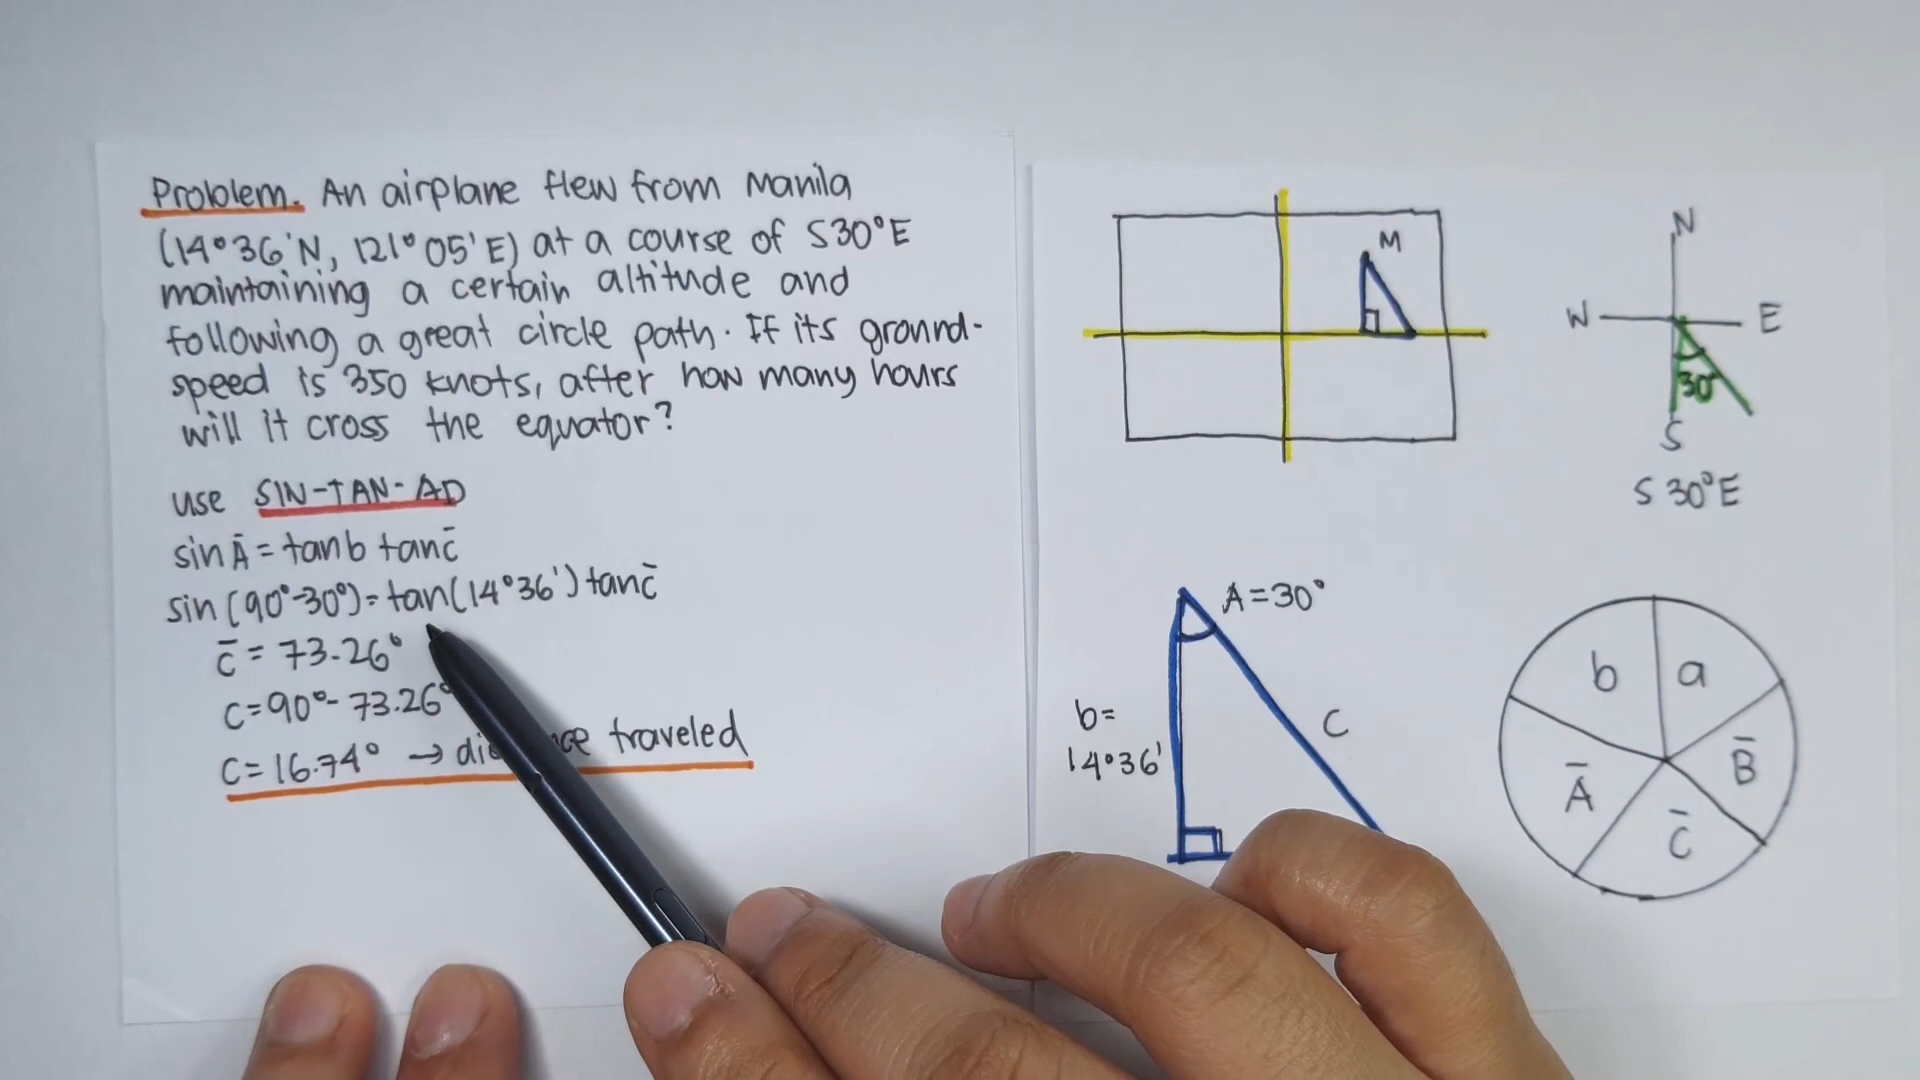 Problem. An airplane flew from Manila
(14°36'N, 121°05'E) at a course of S30°E
maintaining a certain altitude and
following a great circle path. If its ground-
speed is 350 knots, after how many hours
will it cross the equator?
use SIN-TAN-AD
sin A̅ = tan b tan c̅
sin (90°-30°) = tan(14°36') tan c̅
c̅ = 73.26°
c = 90° - 73.26°
c = 16.74° → traveled
M
N
W E
30°
S
S 30°E
A = 30°
b =
14°36'
c
b a
A̅ B̅
C̅